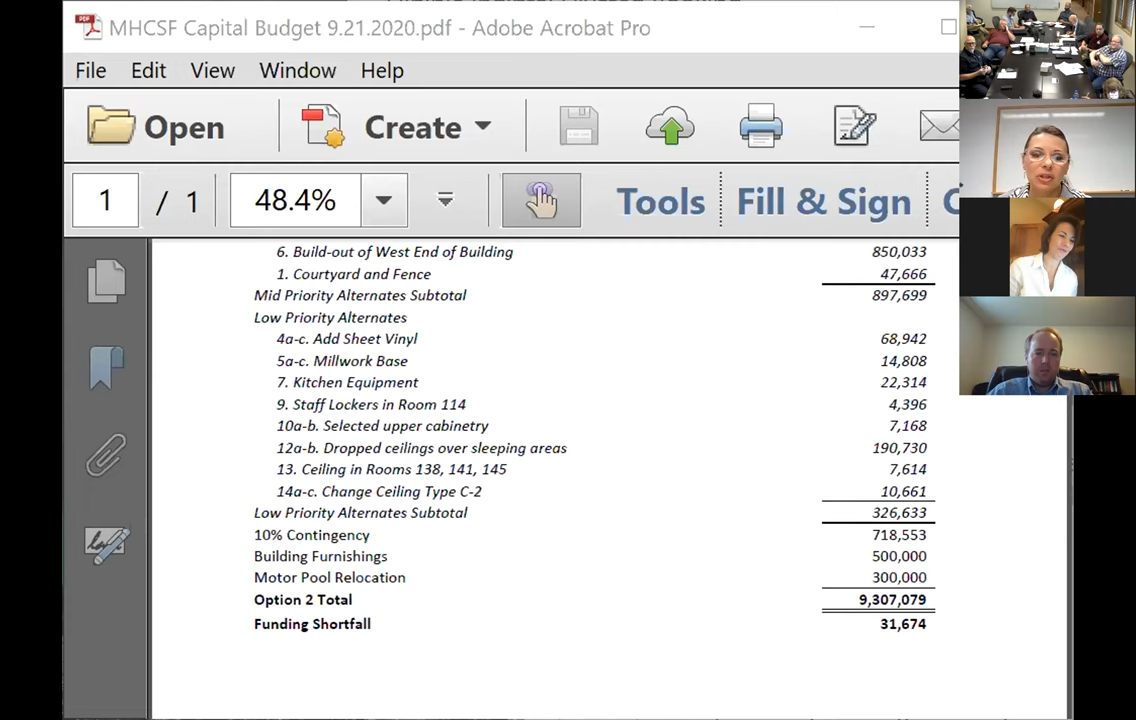 MHCSF Capital Budget 9.21.2020.pdf - Adobe Acrobat Pro
File Edit View Window Help
Open Create
1 / 1 48.4% Tools Fill & Sign
6. Build-out of West End of Building 850,033
1. Courtyard and Fence 47,666
Mid Priority Alternates Subtotal 897,699
Low Priority Alternates
4a-c. Add Sheet Vinyl 68,942
5a-c. Millwork Base 14,808
7. Kitchen Equipment 22,314
9. Staff Lockers in Room 114 4,396
10a-b. Selected upper cabinetry 7,168
12a-b. Dropped ceilings over sleeping areas 190,730
13. Ceiling in Rooms 138, 141, 145 7,614
14a-c. Change Ceiling Type C-2 10,661
Low Priority Alternates Subtotal 326,633
10% Contingency 718,553
Building Furnishings 500,000
Motor Pool Relocation 300,000
Option 2 Total 9,307,079
Funding Shortfall 31,674